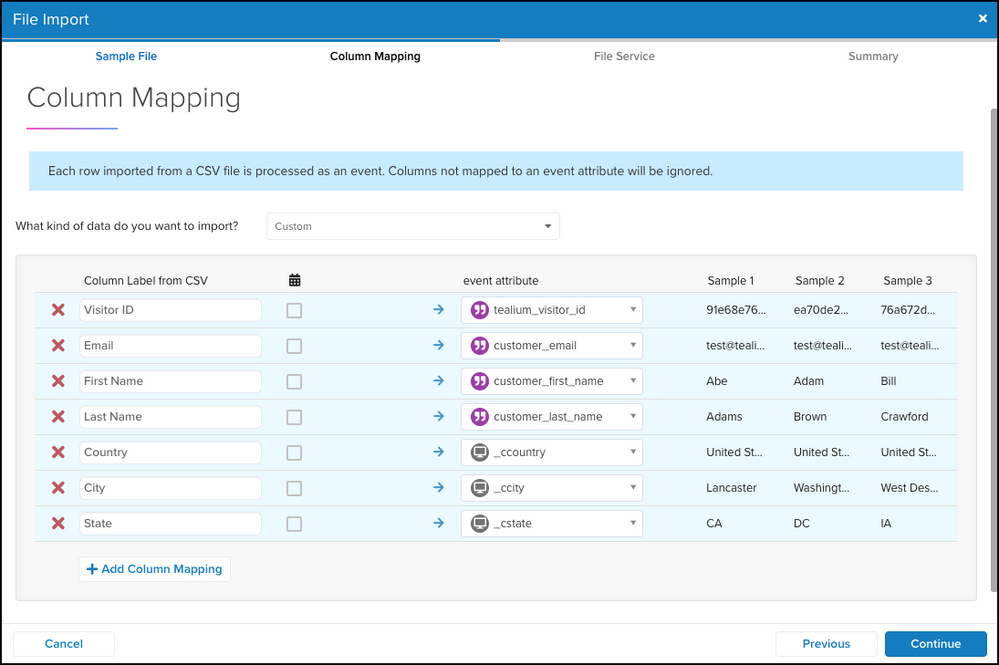 File Import
Sample File Column Mapping File Service Summary
Column Mapping
Each row imported from a CSV file is processed as an event. Columns not mapped to an event attribute will be ignored.
What kind of data do you want to import? Custom
Column Label from CSV event attribute Sample 1 Sample 2 Sample 3
Visitor ID tealium_visitor_id 91e68e76... ea70de2... 76a672d...
Email customer_email test@teali... test@teali... test@teali...
First Name customer_first_name Abe Adam Bill
Last Name customer_last_name Adams Brown Crawford
Country _ccountry United St... United St... United St...
City _ccity Lancaster Washingt... West Des...
State _cstate CA DC IA
Add Column Mapping
Cancel Previous Continue